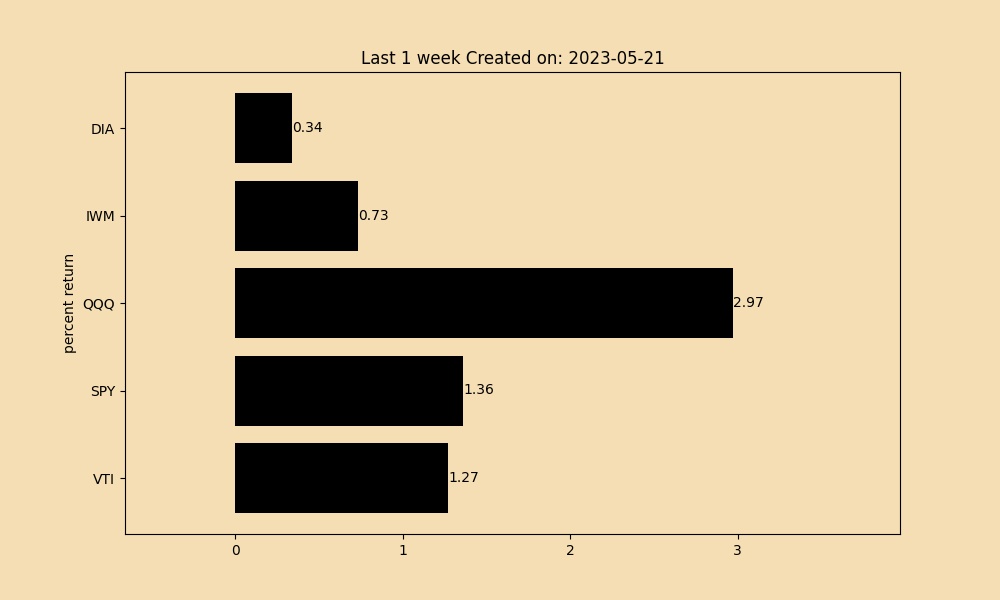 Last 1 week Created on: 2023-05-21
percent return
DIA
0.34
IWM
0.73
QQQ
2.97
SPY
1.36
VTI
1.27
0 1 2 3